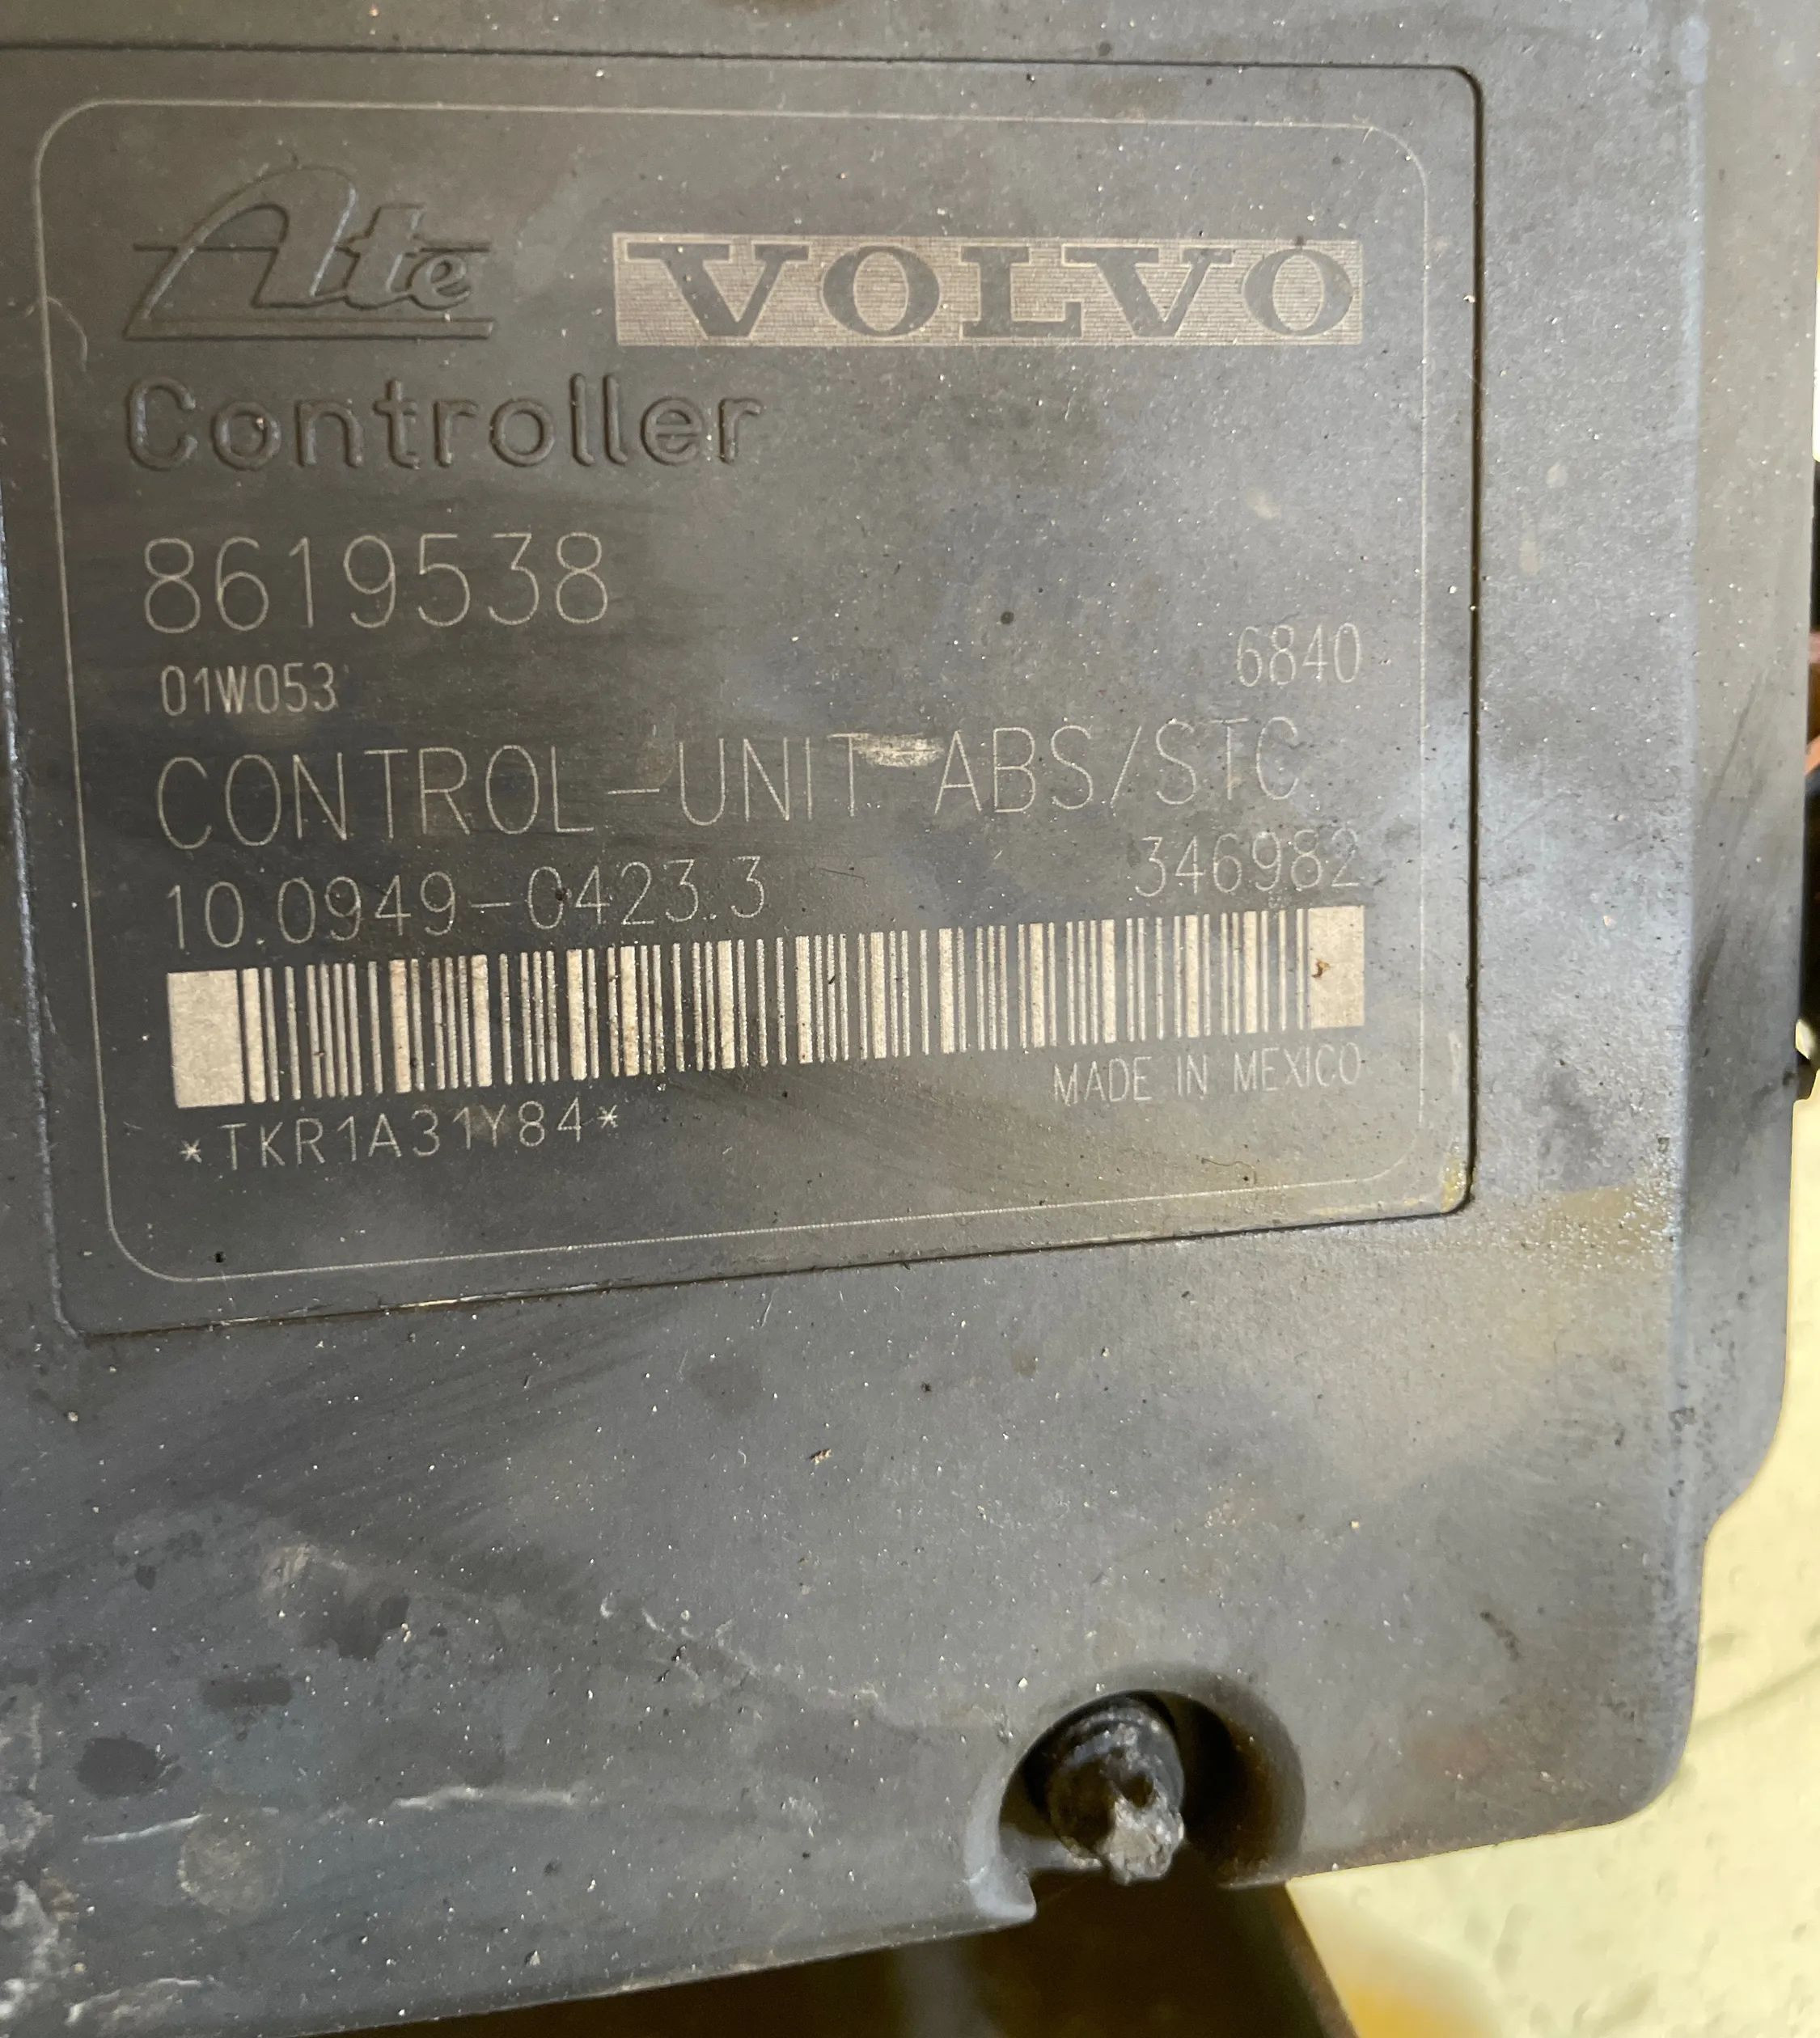 Ate VOLVO
Controller
8619538
01W053 6840
CONTROL-UNIT ABS/STC
10.0949-0423.3 346982
*TKR1A31Y84* MADE IN MEXICO